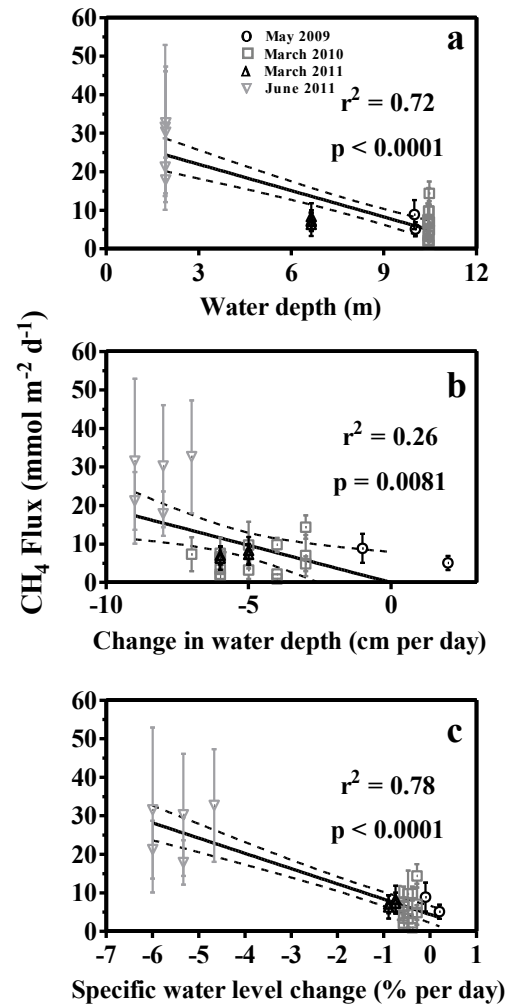 a
May 2009
March 2010
March 2011
June 2011
r² = 0.72
p < 0.0001
60
50
40
30
20
10
0
0 3 6 9 12
Water depth (m)
CH₄ Flux (mmol m⁻² d⁻¹)
b
r² = 0.26
p = 0.0081
60
50
40
30
20
10
0
-10 -5 0
Change in water depth (cm per day)
c
r² = 0.78
p < 0.0001
60
50
40
30
20
10
0
-7 -6 -5 -4 -3 -2 -1 0 1
Specific water level change (% per day)